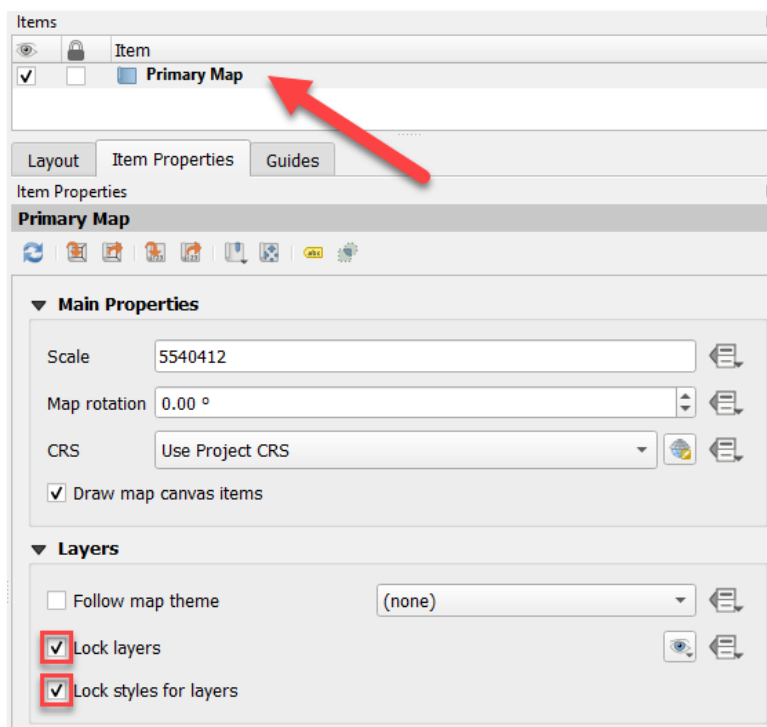 Items
Item
Primary Map
Layout Item Properties Guides
Item Properties
Primary Map
abc
Main Properties
Scale 5540412
Map rotation 0.00 °
CRS Use Project CRS
Draw map canvas items
Layers
Follow map theme (none)
Lock layers
Lock styles for layers